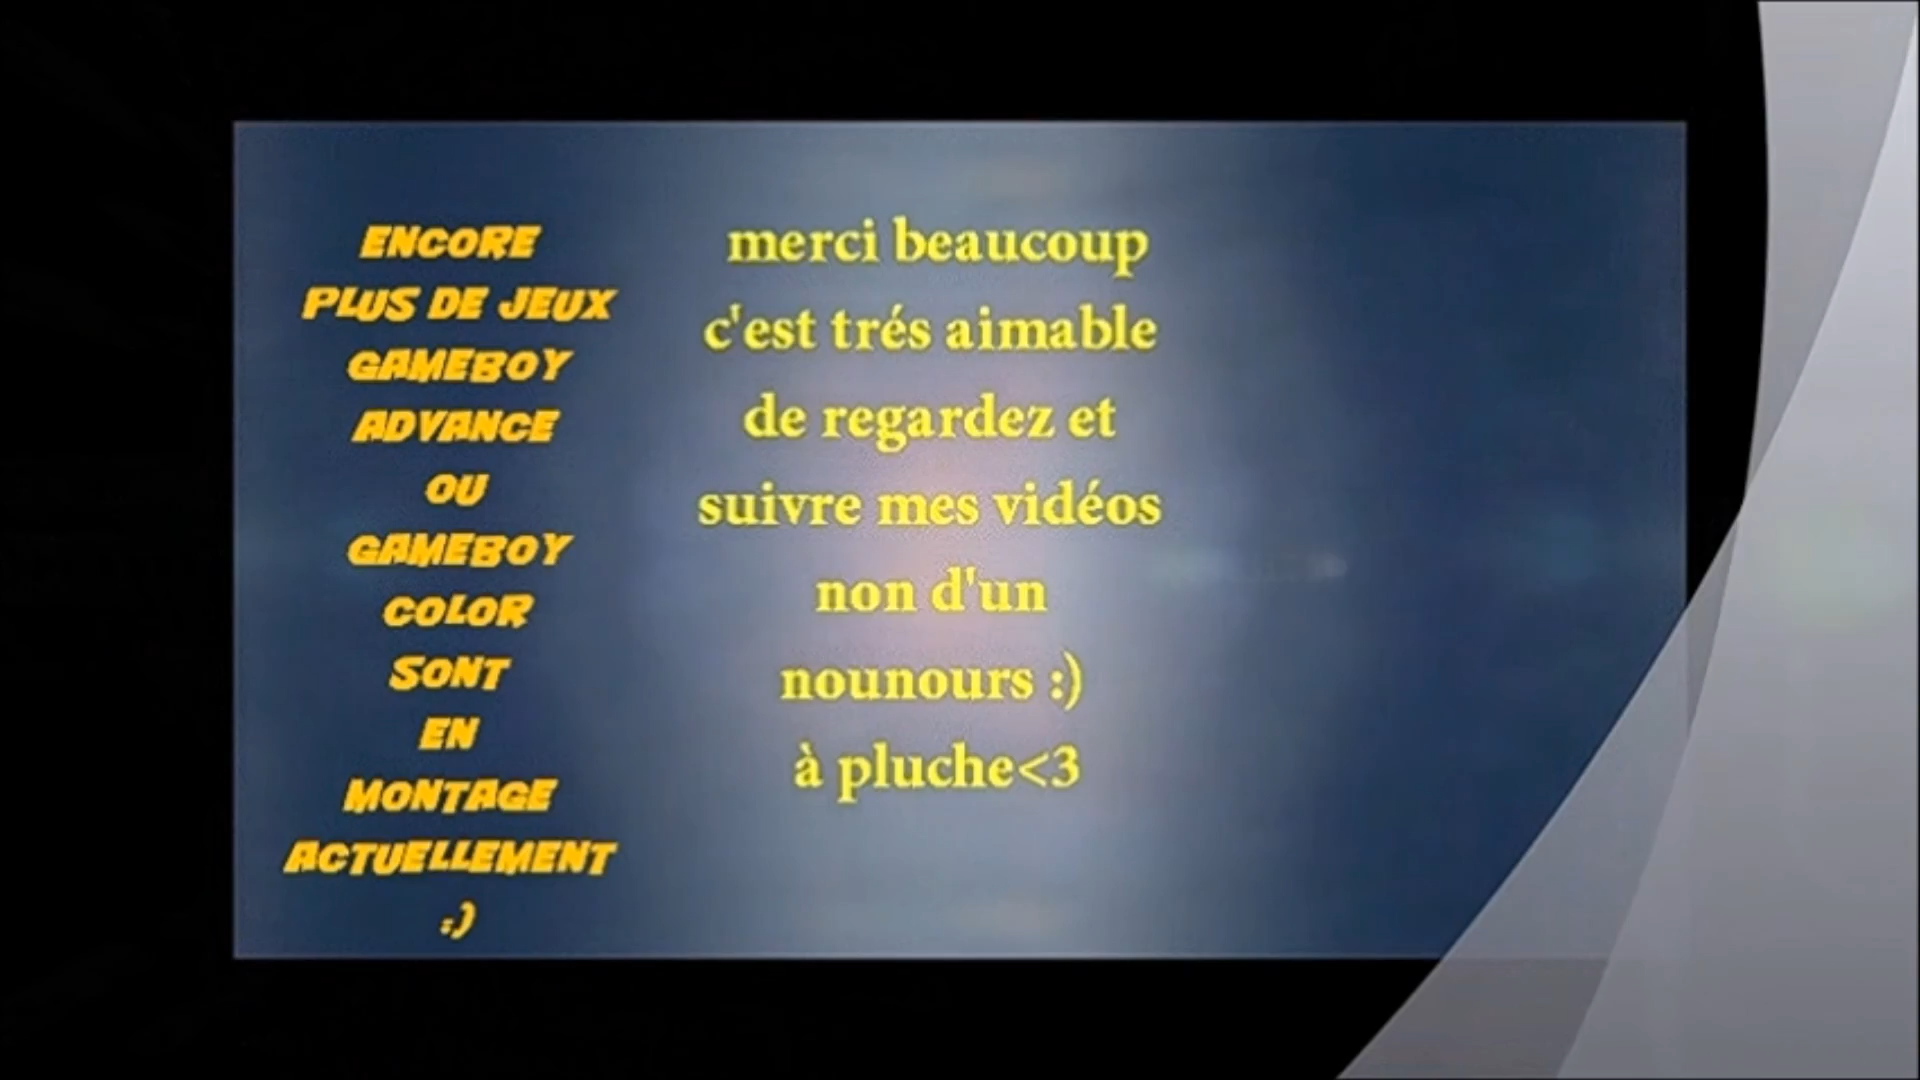 ENCORE
PLUS DE JEUX
GAMEBOY
ADVANCE
OU
GAMEBOY
COLOR
SONT
EN
MONTAGE
ACTUELLEMENT
:)
merci beaucoup
c'est trés aimable
de regardez et
suivre mes vidéos
non d'un
nounours :)
à pluche<3